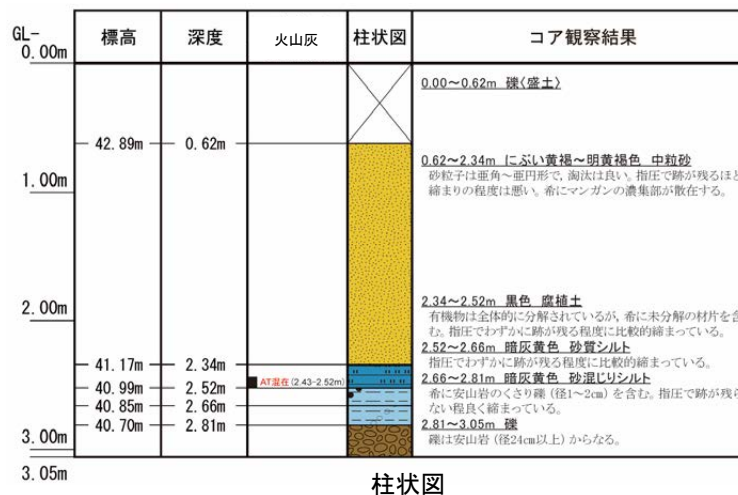 GL-
0.00m
標高 深度 火山灰 柱状図 コア観察結果
0.00～0.62m 礫〈盛土〉
42.89m 0.62m
0.62～2.34m にぶい黄褐～明黄褐色 中粒砂
砂粒子は亜角～亜円形で, 淘汰は良い。指圧で跡が残るほど
締まりの程度は悪い。希にマンガンの濃集部が散在する。
1.00m
2.00m
2.34～2.52m 黒色 腐植土
有機物は全体的に分解されているが, 希に未分解の材片を含
む。指圧でわずかに跡が残る程度に比較的締まっている。
41.17m 2.34m
2.52～2.66m 暗灰黄色 砂質シルト
指圧でわずかに跡が残る程度に比較的締まっている。
AT混在(2.43-2.52m)
40.99m 2.52m
2.66～2.81m 暗灰黄色 砂混じりシルト
希に安山岩のくさり礫(径1～2cm)を含む。指圧で跡が残ら
ない程良く締まっている。
40.85m 2.66m
40.70m 2.81m
2.81～3.05m 礫
礫は安山岩(径24cm以上)からなる。
3.00m
3.05m
柱状図